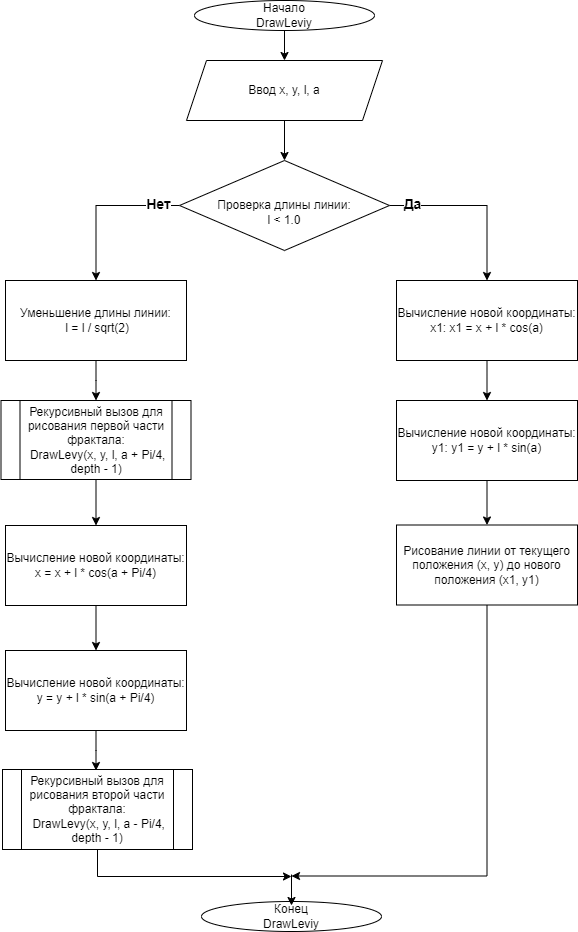 Начало
DrawLeviy
Ввод x, y, l, a
Проверка длины линии:
l < 1.0
Нет
Да
Уменьшение длины линии:
l = l / sqrt(2)
Рекурсивный вызов для
рисования первой части
фрактала:
DrawLevy(x, y, l, a + Pi/4,
depth - 1)
Вычисление новой координаты:
x = x + l * cos(a + Pi/4)
Вычисление новой координаты:
y = y + l * sin(a + Pi/4)
Рекурсивный вызов для
рисования второй части
фрактала:
DrawLevy(x, y, l, a - Pi/4,
depth - 1)
Вычисление новой координаты:
x1: x1 = x + l * cos(a)
Вычисление новой координаты:
y1: y1 = y + l * sin(a)
Рисование линии от текущего
положения (x, y) до нового
положения (x1, y1)
Конец
DrawLeviy